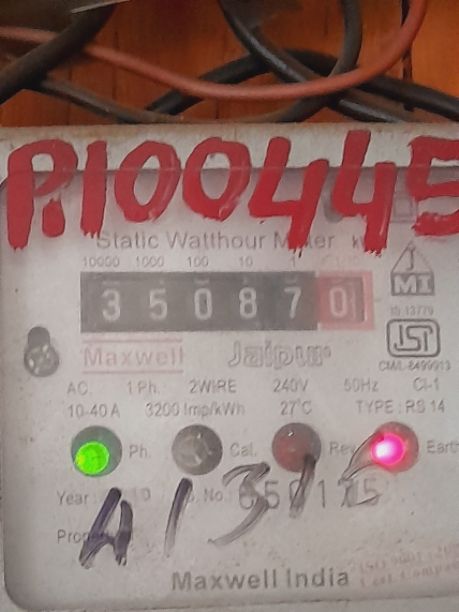 P.100445
Static Watthour Meter
10000 1000 100 10 1
3 5 0 8 7 0
Maxwell Jaipur
JMI
IS 13779
ISI
AC. 1 Ph. 2WIRE 240V 50Hz Cl-1
10-40 A 3200 Imp/kWh 27°C TYPE : RS 14
Ph. Cal. Rev. Earth
Year No.
Maxwell India